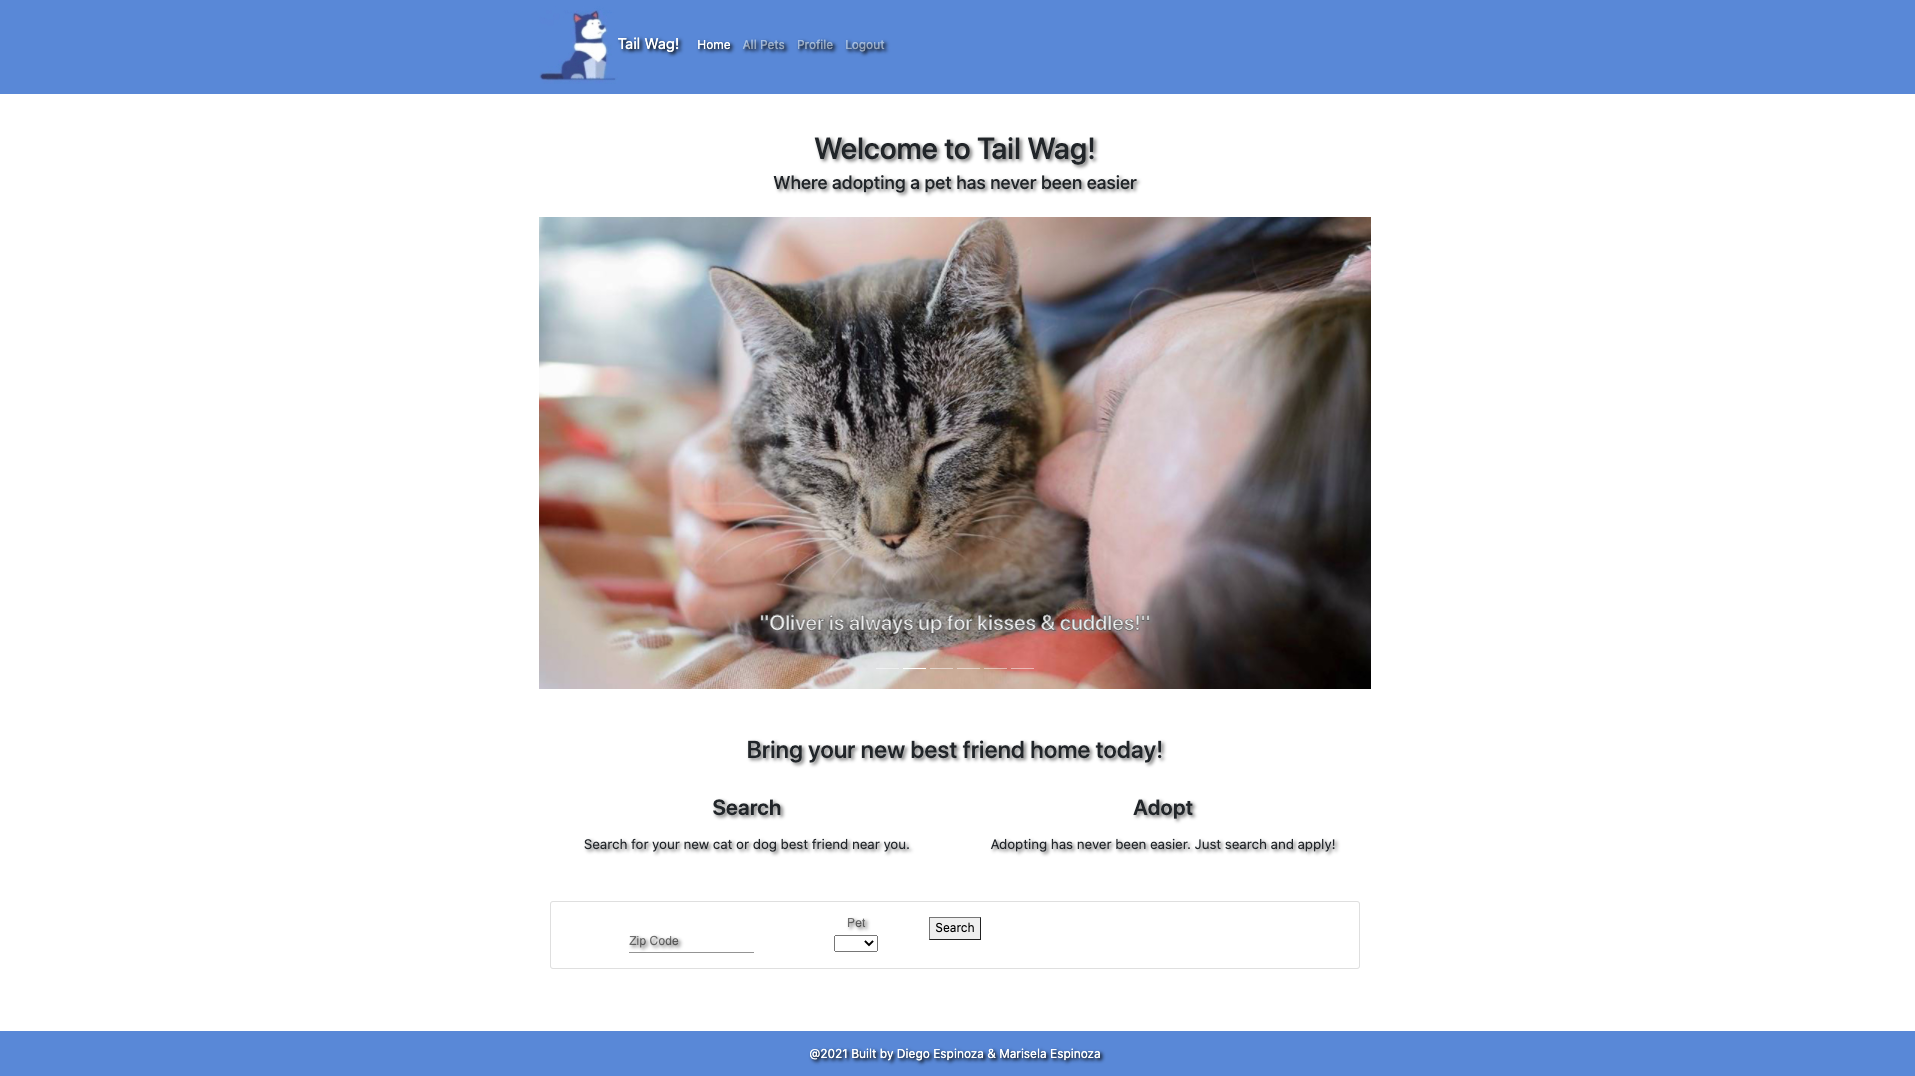 Tail Wag! Home All Pets Profile Logout
Welcome to Tail Wag!
Where adopting a pet has never been easier
"Oliver is always up for kisses & cuddles!"
Bring your new best friend home today!
Search
Search for your new cat or dog best friend near you.
Adopt
Adopting has never been easier. Just search and apply!
Zip Code
Pet
Search
@2021 Built by Diego Espinoza & Marisela Espinoza